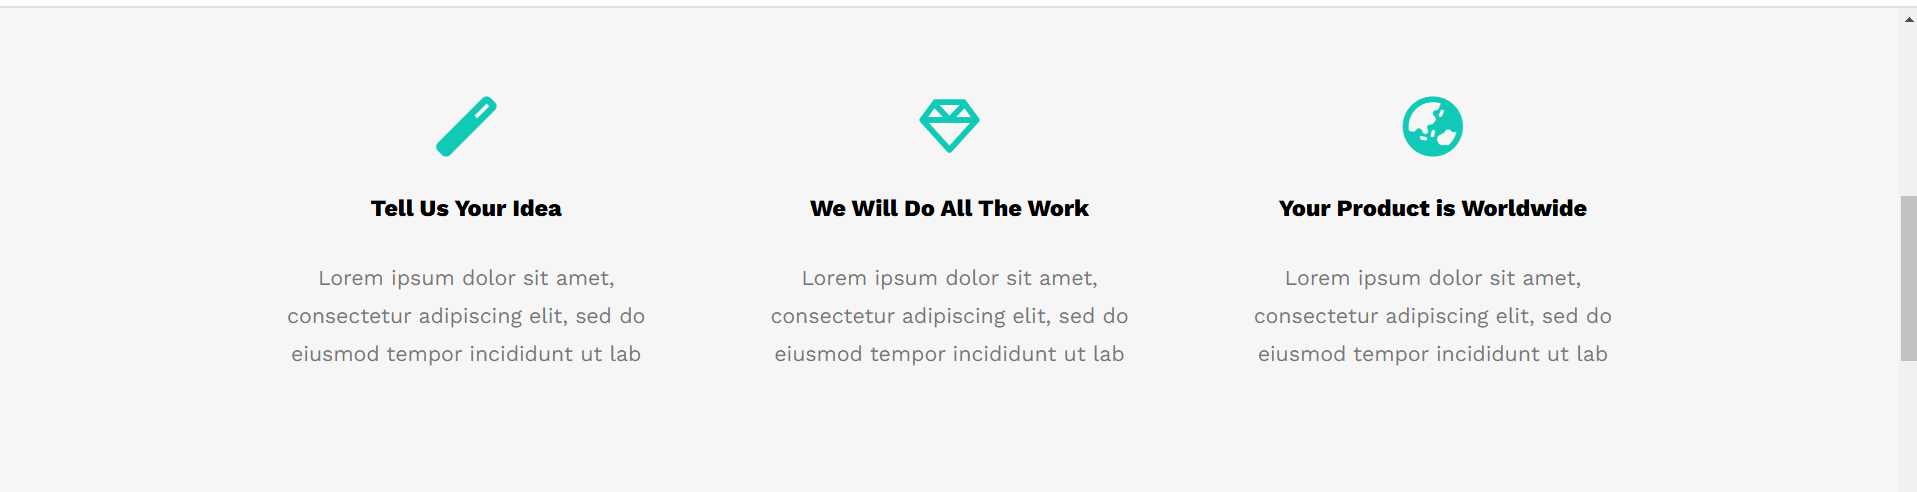 Tell Us Your Idea
Lorem ipsum dolor sit amet,
consectetur adipiscing elit, sed do
eiusmod tempor incididunt ut lab
We Will Do All The Work
Lorem ipsum dolor sit amet,
consectetur adipiscing elit, sed do
eiusmod tempor incididunt ut lab
Your Product is Worldwide
Lorem ipsum dolor sit amet,
consectetur adipiscing elit, sed do
eiusmod tempor incididunt ut lab